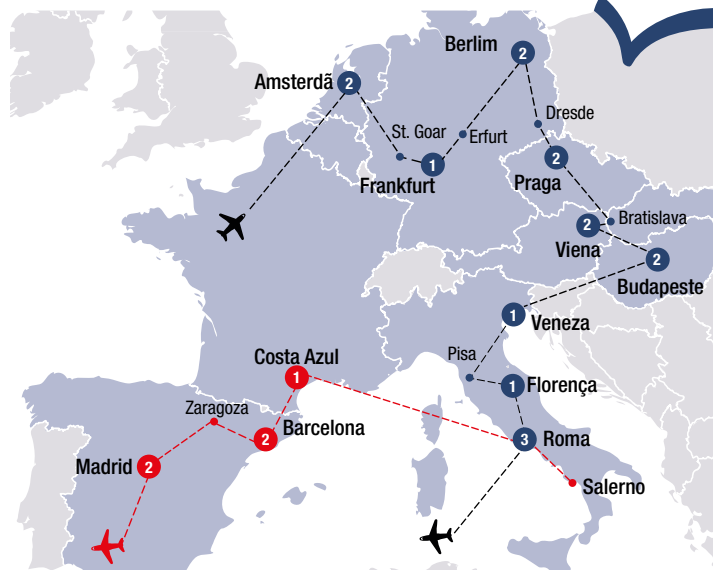 Berlim
2
Amsterdã
2
Dresde
St. Goar
Erfurt
1
Frankfurt
2
Praga
Bratislava
2
Viena
2
Budapeste
1
Veneza
Costa Azul
Pisa
1
1
Florença
Zaragoza
2
Barcelona
3
Roma
Madrid
2
Salerno